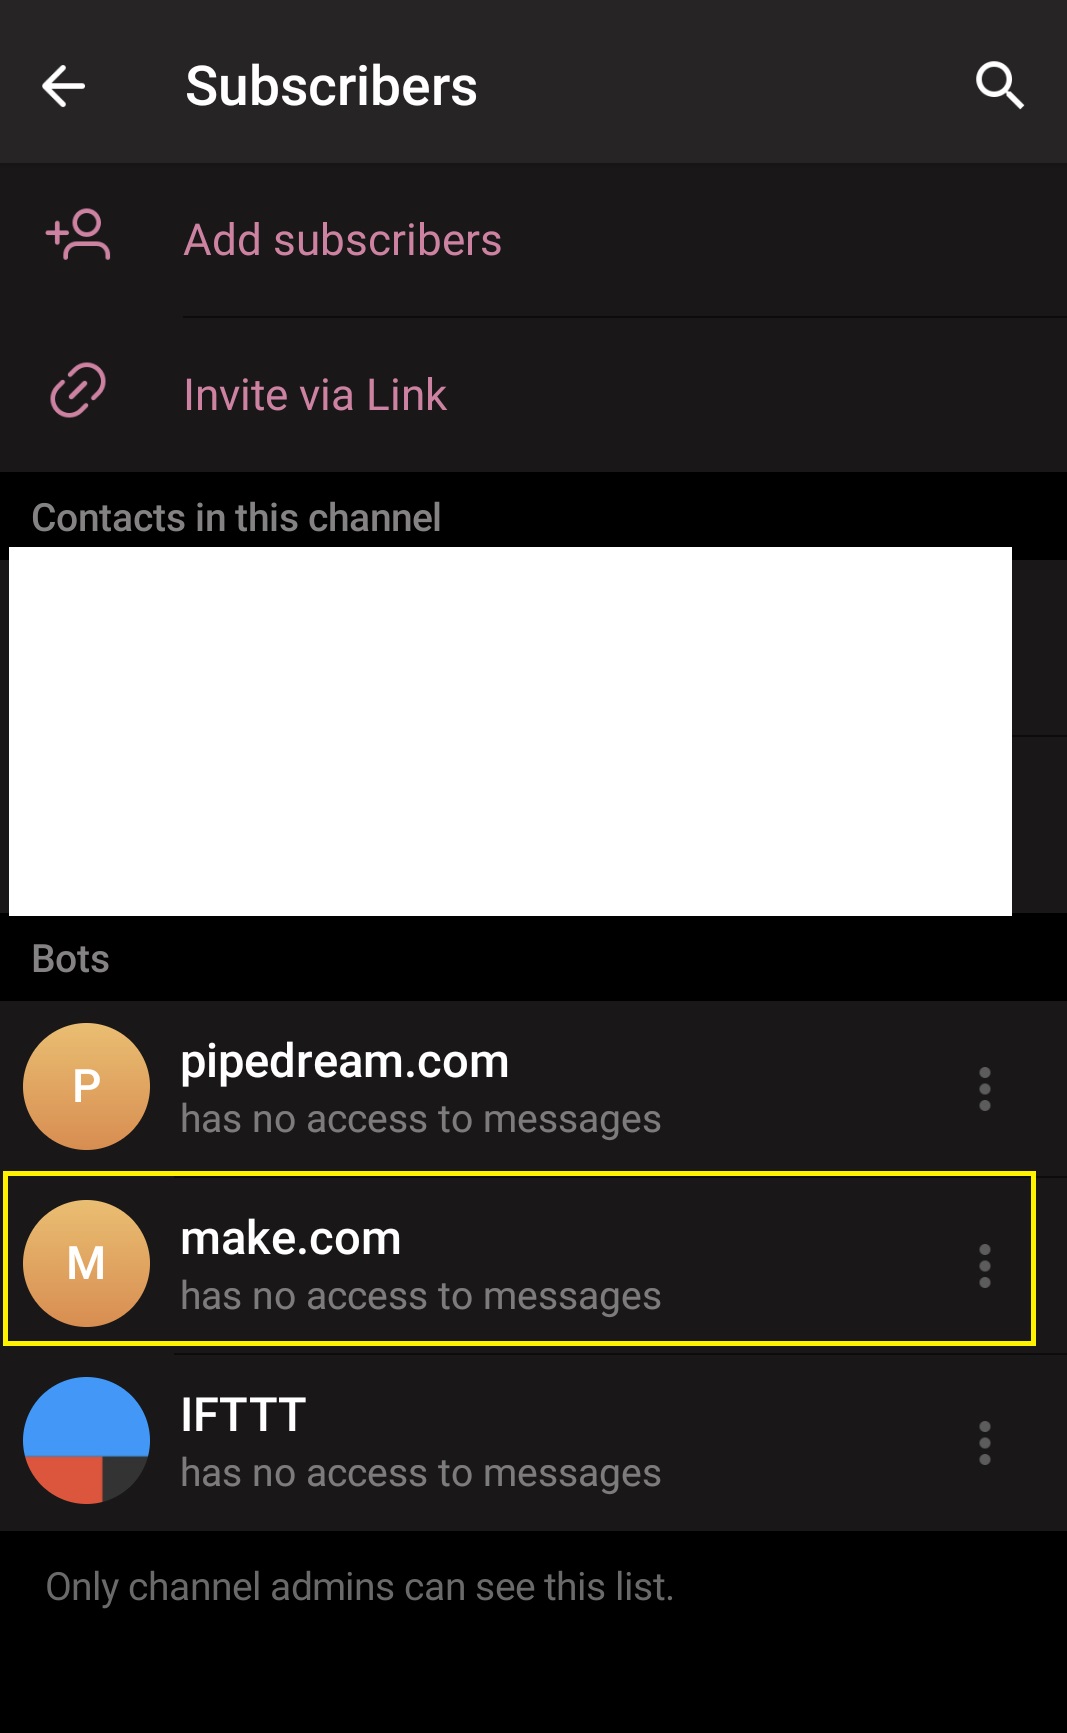 Subscribers
Add subscribers
Invite via Link
Contacts in this channel
Bots
P
pipedream.com
has no access to messages
M
make.com
has no access to messages
IFTTT
has no access to messages
Only channel admins can see this list.